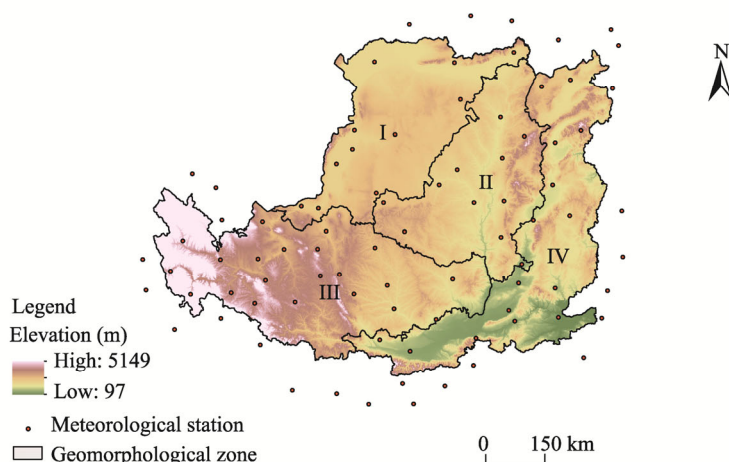 N
I
II
IV
III
Legend
Elevation (m)
High: 5149
Low: 97
Meteorological station
Geomorphological zone
0 150 km